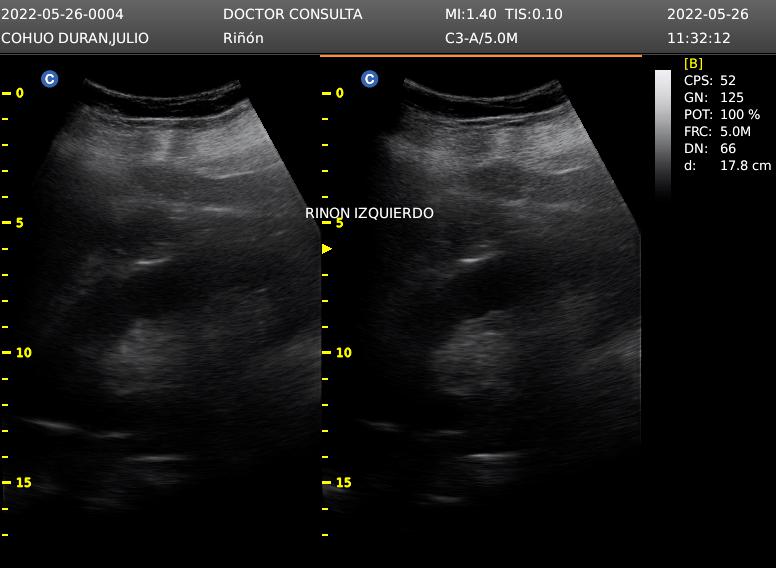 2022-05-26-0004 DOCTOR CONSULTA MI:1.40 TIS:0.10 2022-05-26
COHUO DURAN,JULIO Riñón C3-A/5.0M 11:32:12
[B]
C C CPS: 52
0 0 GN: 125
POT: 100 %
FRC: 5.0M
DN: 66
d: 17.8 cm
RINON IZQUIERDO
5 5
10 10
15 15